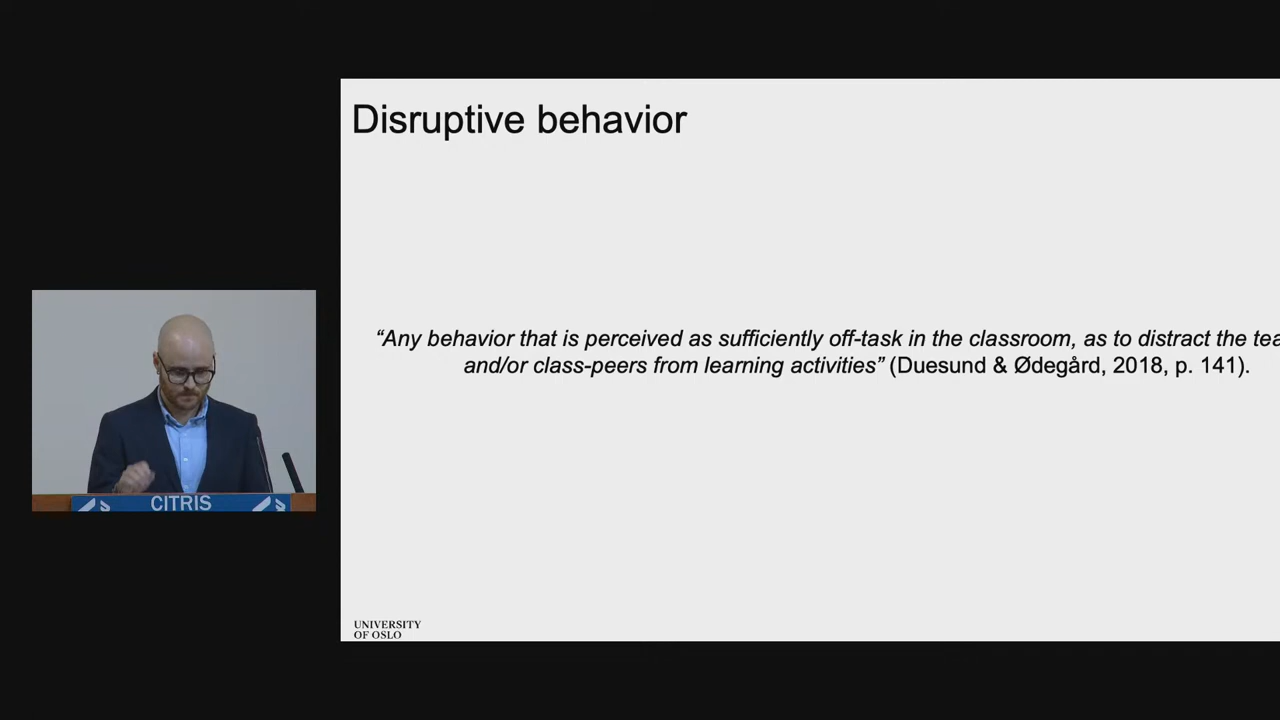 Disruptive behavior
“Any behavior that is perceived as sufficiently off-task in the classroom, as to distract the
and/or class-peers from learning activities” (Duesund & Ødegård, 2018, p. 141).
CITRIS
UNIVERSITY
OF OSLO